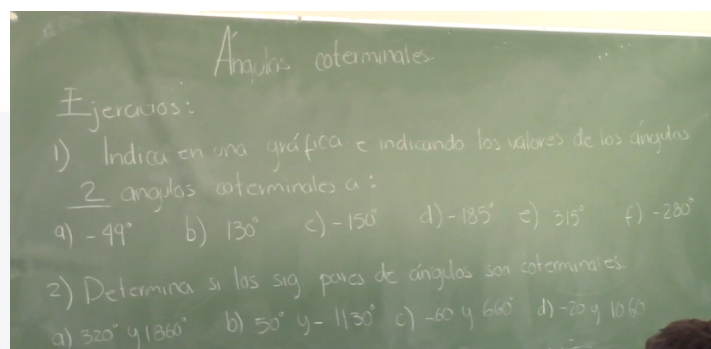 Ángulos coterminales
Ejercicios:
1) Indica en una gráfica e indicando los valores de los ángulos
2 angulos coterminales a:
a) -49° b) 130° c) -150° d) -185° e) 315° f) -280°
2) Determina si los sig pares de ángulos son coterminales.
a) 320° y 1360° b) 50° y -1130° c) -60 y 660° d) -20 y 1060